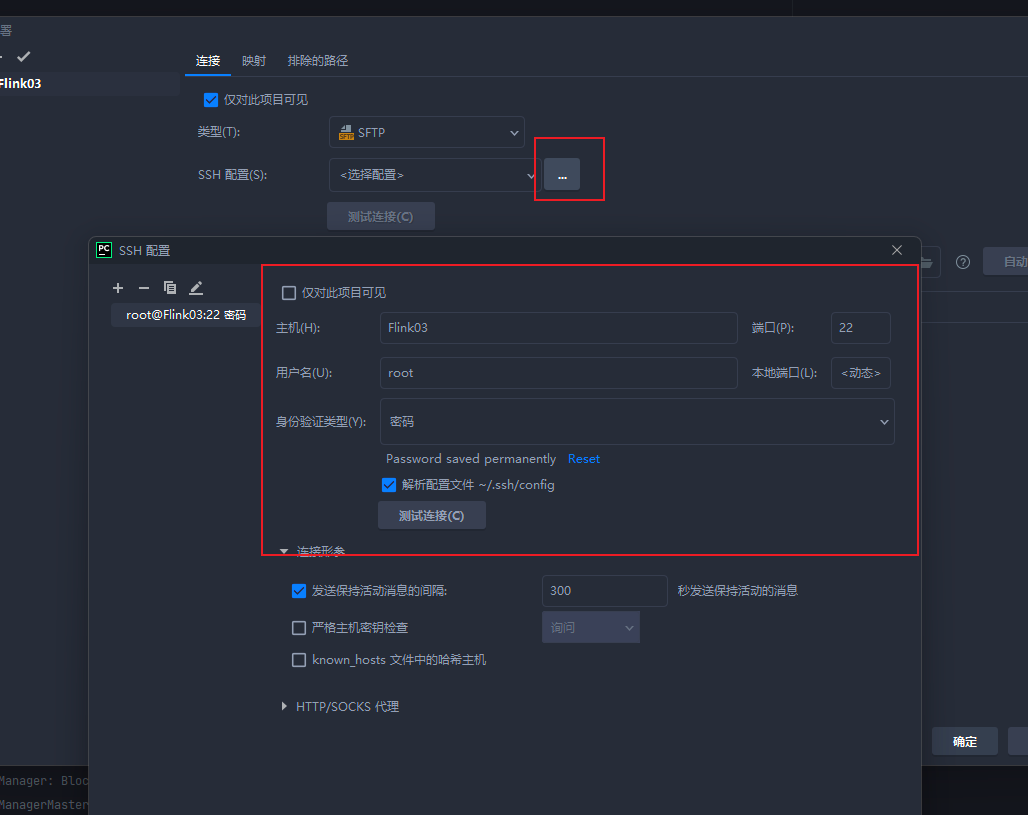 器
Flink03
连接 映射 排除的路径
仅对此项目可见
类型(T): SFTP
SSH 配置(S): <选择配置> ...
测试连接(C)
PC SSH 配置
自动
root@Flink03:22 密码
仅对此项目可见
主机(H): Flink03 端口(P): 22
用户名(U): root 本地端口(L): <动态>
身份验证类型(Y): 密码
Password saved permanently Reset
解析配置文件 ~/.ssh/config
测试连接(C)
连接形参
发送保持活动消息的间隔: 300 秒发送保持活动的消息
严格主机密钥检查 询问
known_hosts 文件中的哈希主机
HTTP/SOCKS 代理
确定
Manager: Bloc
ManagerMaster